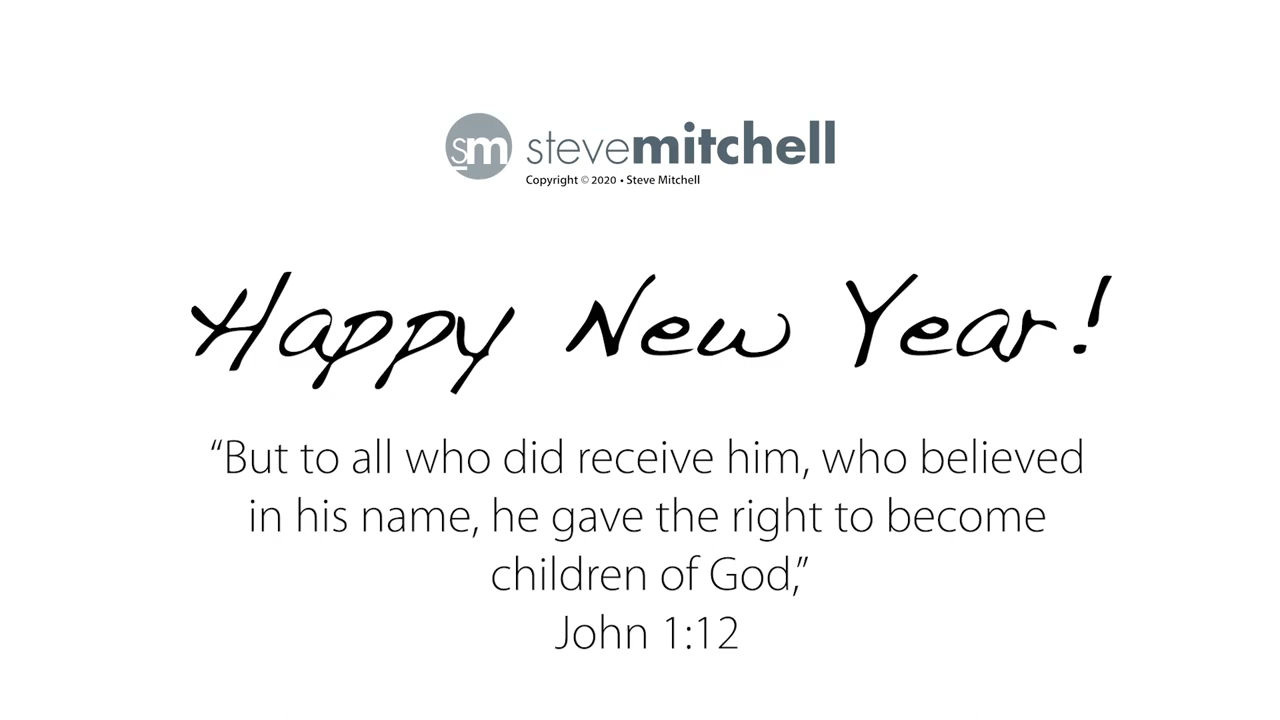 sm stevemitchell
Copyright © 2020 • Steve Mitchell
Happy New Year!
“But to all who did receive him, who believed
in his name, he gave the right to become
children of God,”
John 1:12